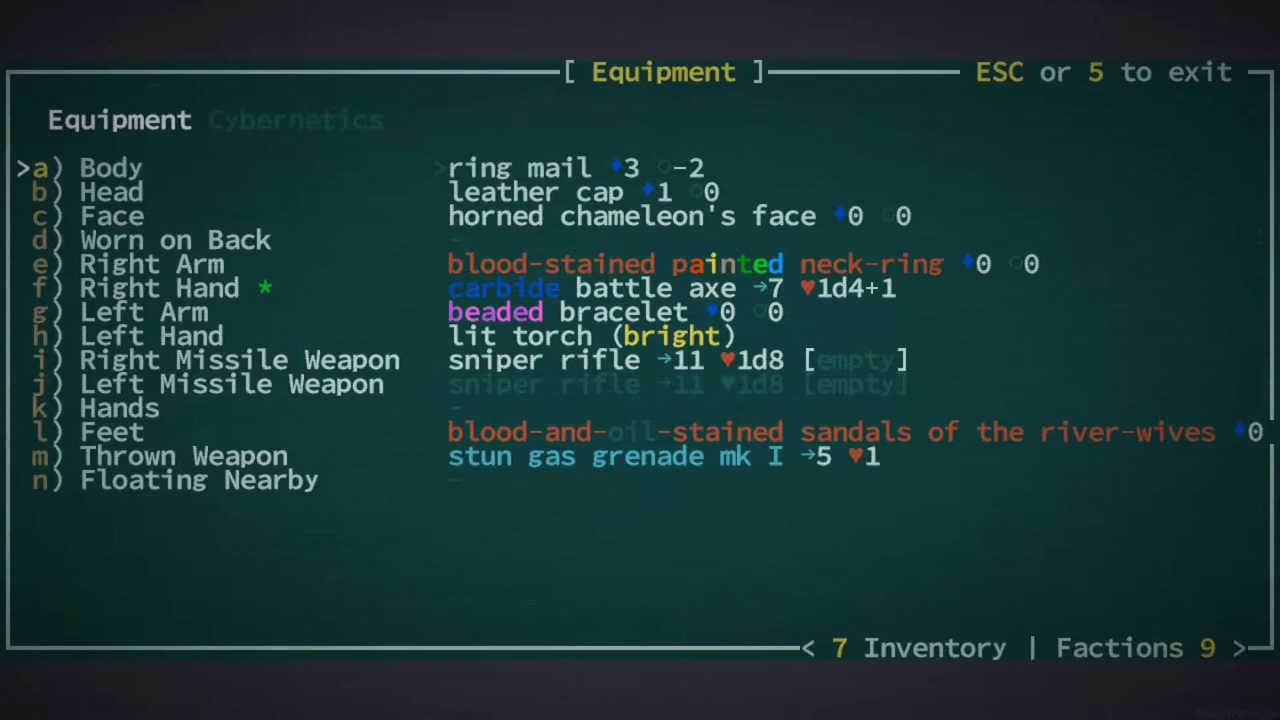 [ Equipment ] ESC or 5 to exit
Equipment Cybernetics
>a) Body >ring mail ♦3 ○-2
b) Head leather cap ♦1 ○0
c) Face horned chameleon's face ♦0 ○0
d) Worn on Back -
e) Right Arm blood-stained painted neck-ring ♦0 ○0
f) Right Hand * carbide battle axe →7 ♥1d4+1
g) Left Arm beaded bracelet ♦0 ○0
h) Left Hand lit torch (bright)
i) Right Missile Weapon sniper rifle →11 ♥1d8 [empty]
j) Left Missile Weapon sniper rifle →11 ♥1d8 [empty]
k) Hands -
l) Feet blood-and-oil-stained sandals of the river-wives ♦0
m) Thrown Weapon stun gas grenade mk I →5 ♥1
n) Floating Nearby -
< 7 Inventory | Factions 9 >